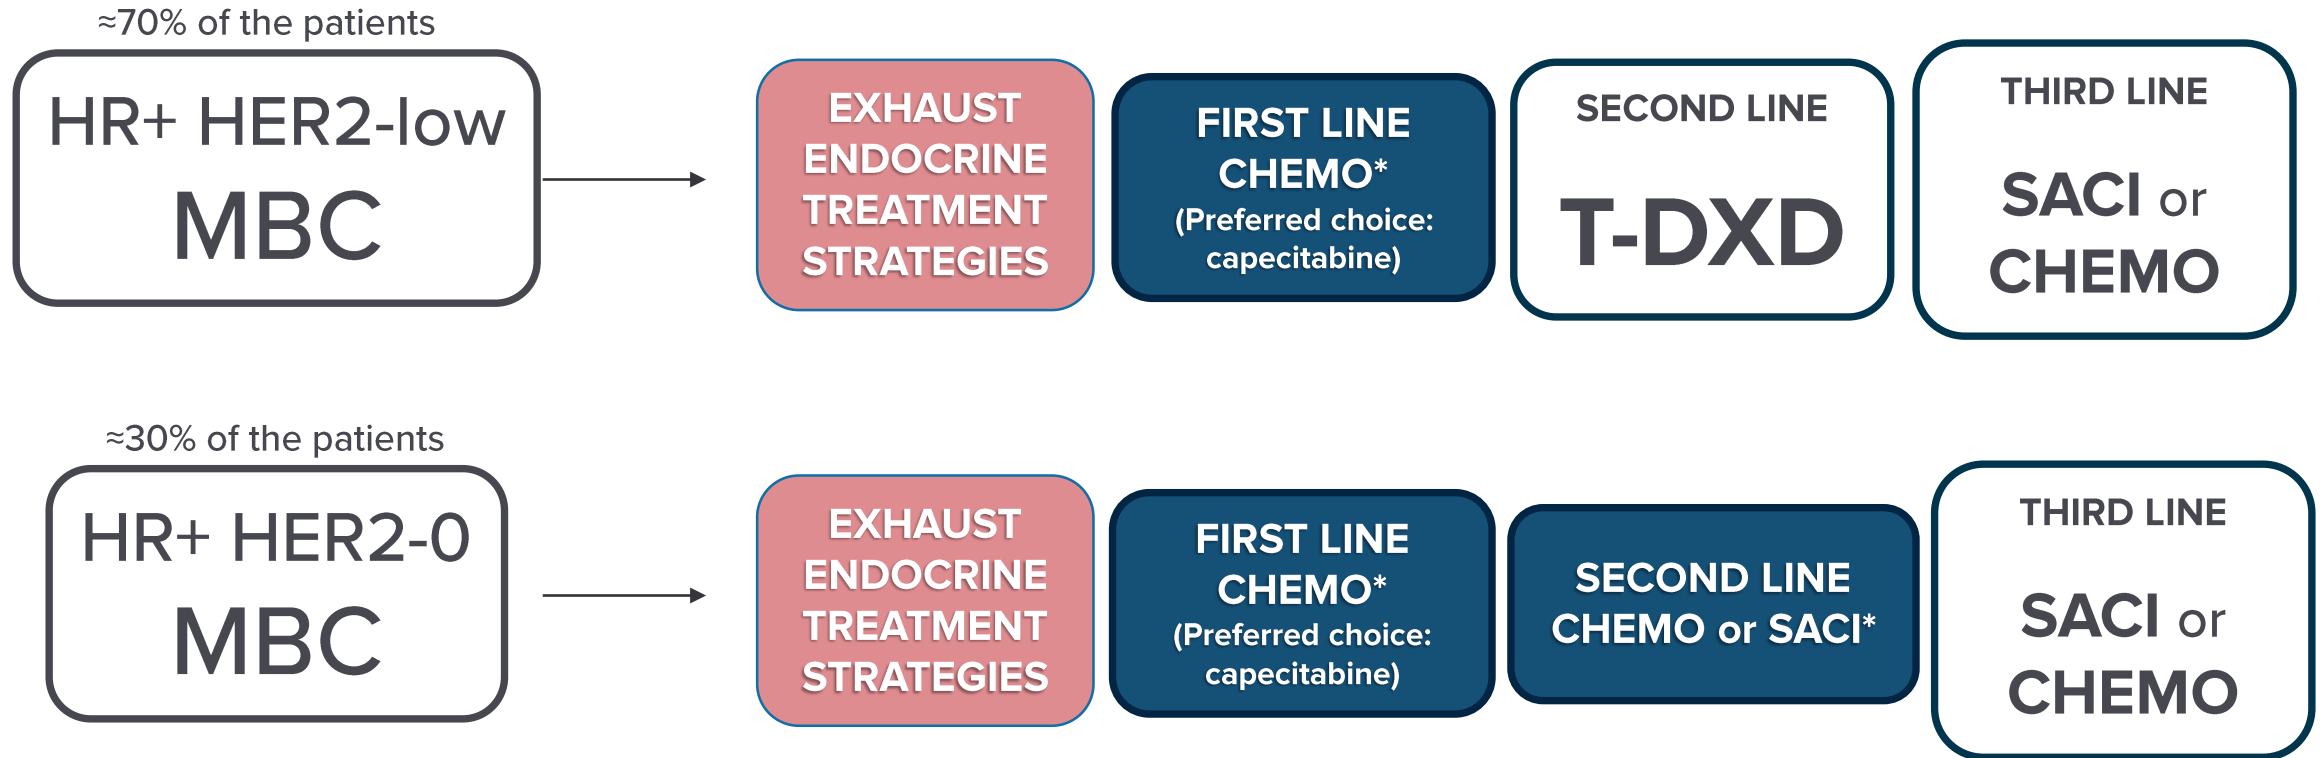 ≈70% of the patients
HR+ HER2-low
MBC
EXHAUST
ENDOCRINE
TREATMENT
STRATEGIES
FIRST LINE
CHEMO*
(Preferred choice:
capecitabine)
SECOND LINE
T-DXD
THIRD LINE
SACI or
CHEMO
≈30% of the patients
HR+ HER2-0
MBC
EXHAUST
ENDOCRINE
TREATMENT
STRATEGIES
FIRST LINE
CHEMO*
(Preferred choice:
capecitabine)
SECOND LINE
CHEMO or SACI*
THIRD LINE
SACI or
CHEMO